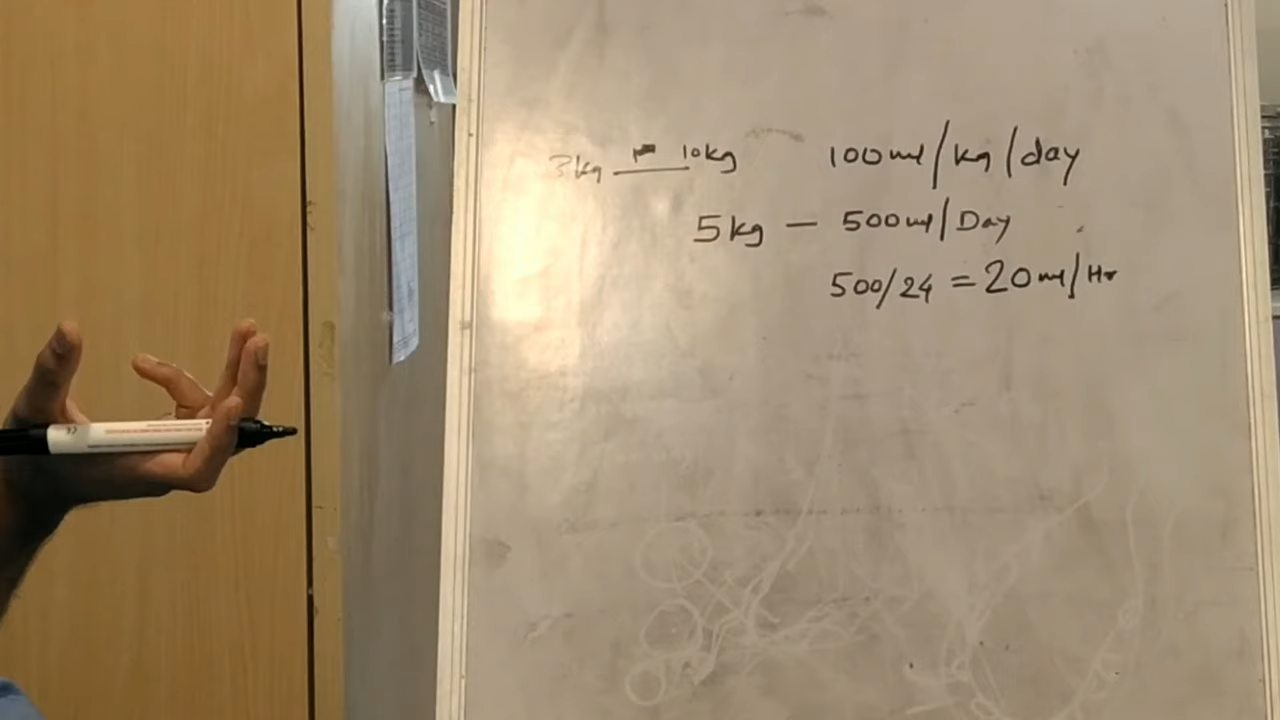 3kg — 10kg 100ml/kg/day
5kg — 500ml/Day
500/24 = 20ml/Hr